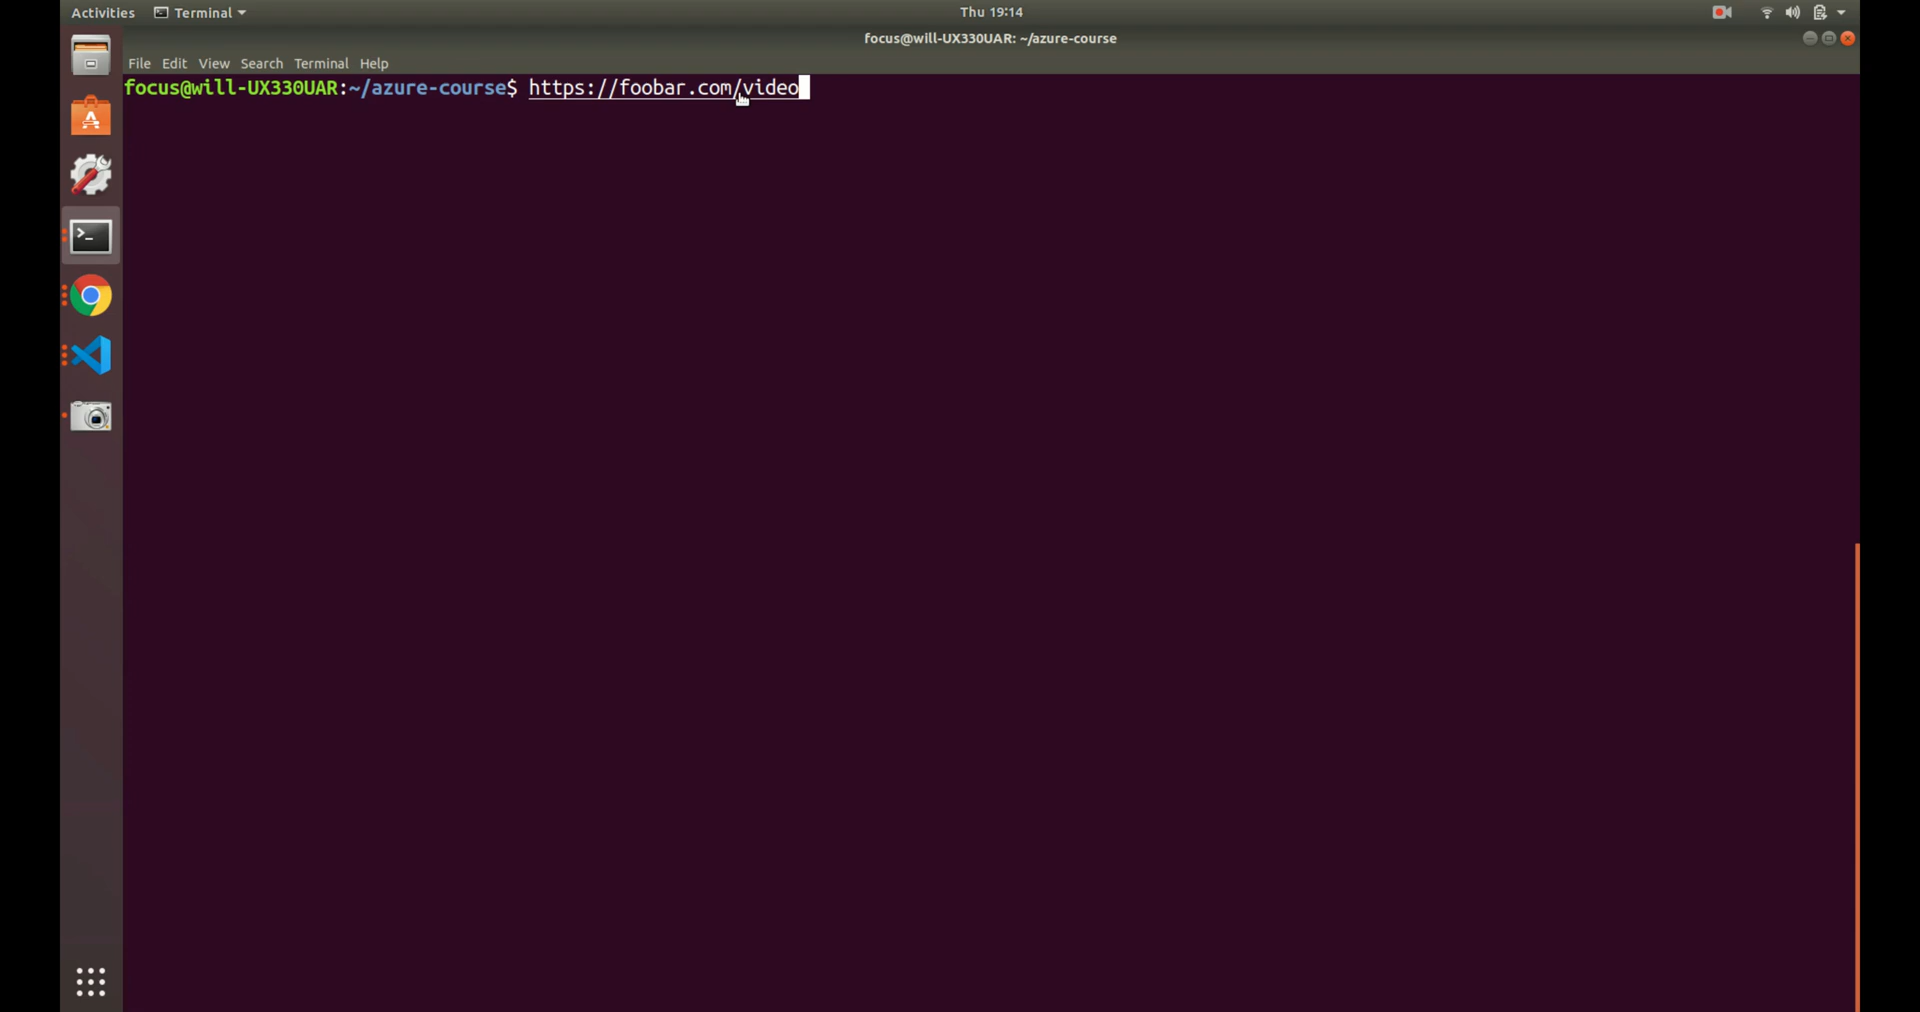 Activities Terminal Thu 19:14
focus@will-UX330UAR: ~/azure-course
File Edit View Search Terminal Help
focus@will-UX330UAR:~/azure-course$ https://foobar.com/video